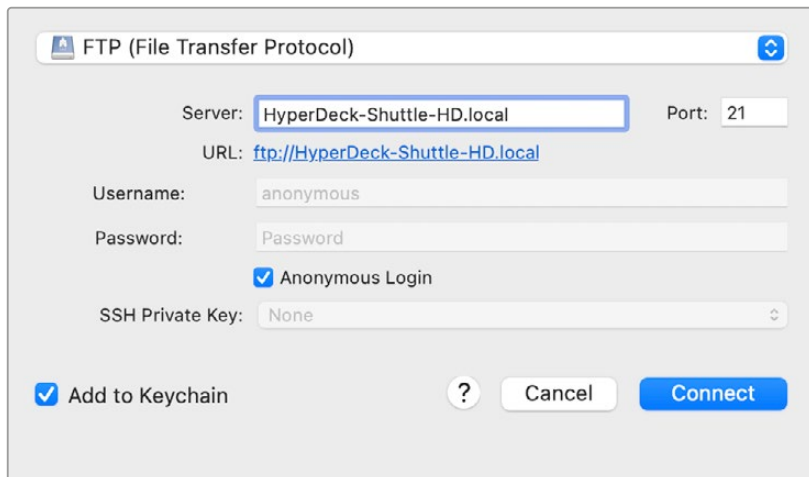 FTP (File Transfer Protocol)
Server: HyperDeck-Shuttle-HD.local Port: 21
URL: ftp://HyperDeck-Shuttle-HD.local
Username: anonymous
Password: Password
Anonymous Login
SSH Private Key: None
Add to Keychain ? Cancel Connect